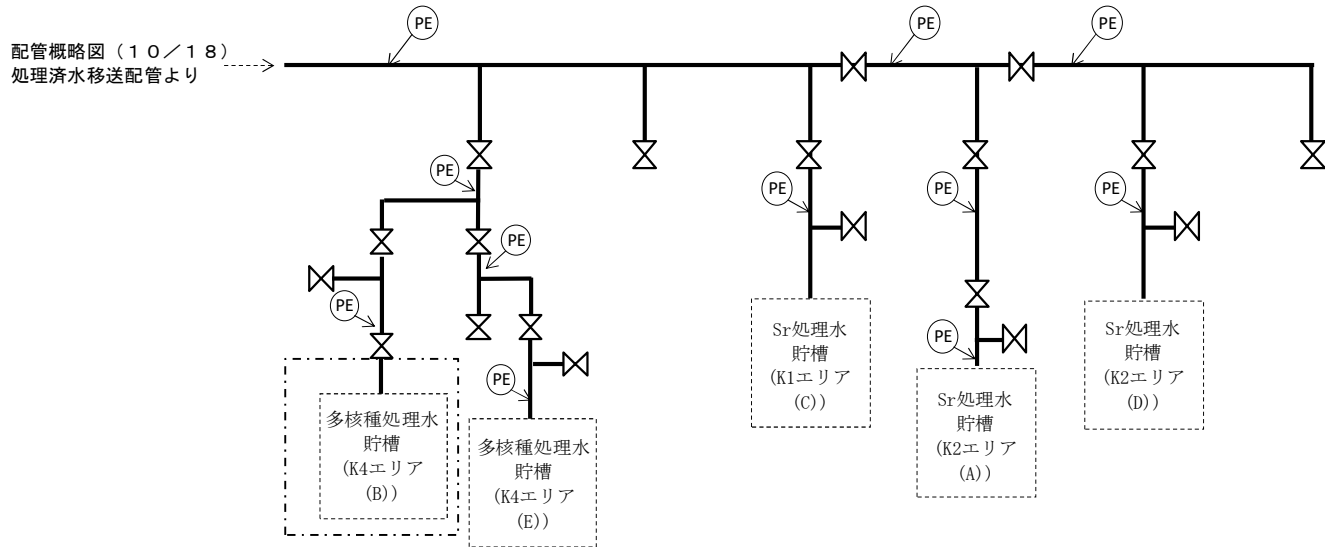 PE
PE
PE
配管概略図（１０／１８）
処理済水移送配管より
PE
PE
PE
PE
PE
PE
PE
PE
Sr処理水
貯槽
(K1エリア
(C))
Sr処理水
貯槽
(K2エリア
(A))
Sr処理水
貯槽
(K2エリア
(D))
多核種処理水
貯槽
(K4エリア
(B))
多核種処理水
貯槽
(K4エリア
(E))